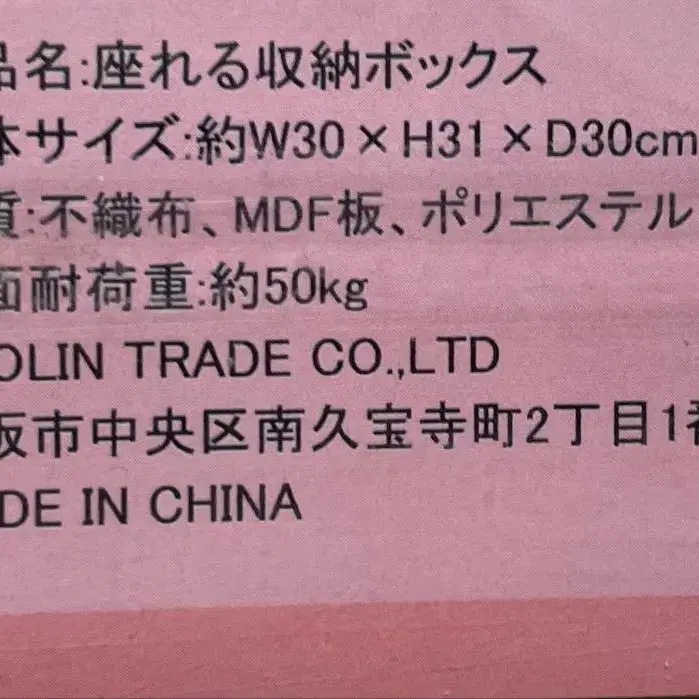 品名:座れる収納ボックス
本サイズ:約W30×H31×D30cm
質:不織布、MDF板、ポリエステル
面耐荷重:約50kg
OLIN TRADE CO.,LTD
阪市中央区南久宝寺町2丁目1番
DE IN CHINA